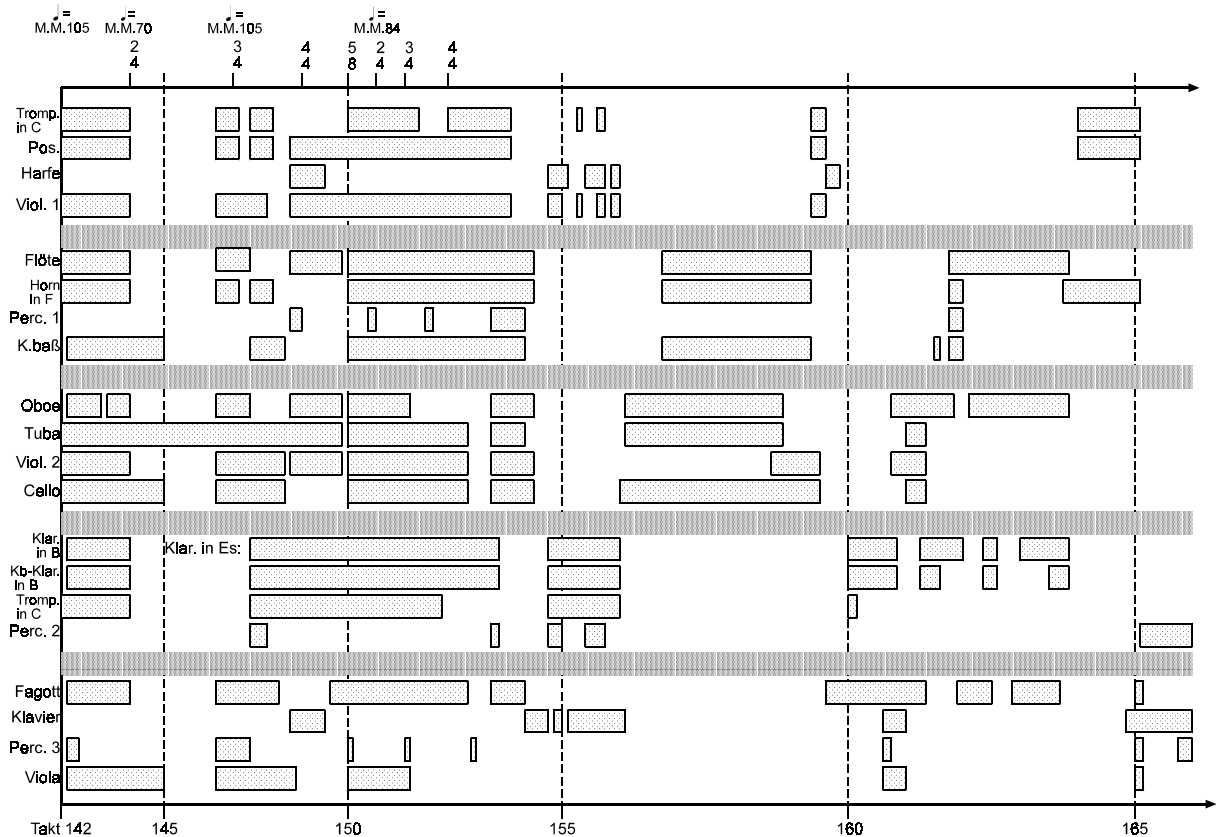 ♩= ♩= ♩= ♩=
M.M.105 M.M.70 M.M.105 M.M.84
2 3 4 5 2 3 4
4 4 4 8 4 4 4
Tromp.
in C
Pos.
Harfe
Viol. 1
Flöte
Horn
In F
Perc. 1
K.baß
Oboe
Tuba
Viol. 2
Cello
Klar.
in B
Klar. in Es:
Kb-Klar.
In B
Tromp.
in C
Perc. 2
Fagott
Klavier
Perc. 3
Viola
Takt 142 145 150 155 160 165